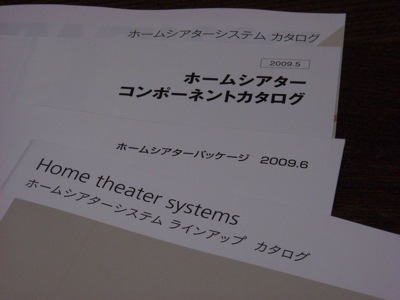 ホームシアターシステム カタログ
2009.5
ホームシアター
コンポーネントカタログ
ホームシアターパッケージ 2009.6
Home theater systems
ホームシアターシステム ラインアップ カタログ